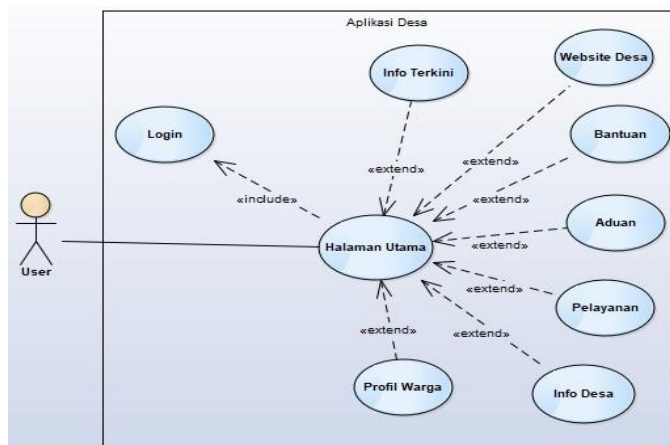 Aplikasi Desa
Info Terkini
Website Desa
Login
Bantuan
«extend»
«extend»
«extend»
«include»
Aduan
User
Halaman Utama
«extend»
«extend»
Pelayanan
«extend»
«extend»
Profil Warga
Info Desa